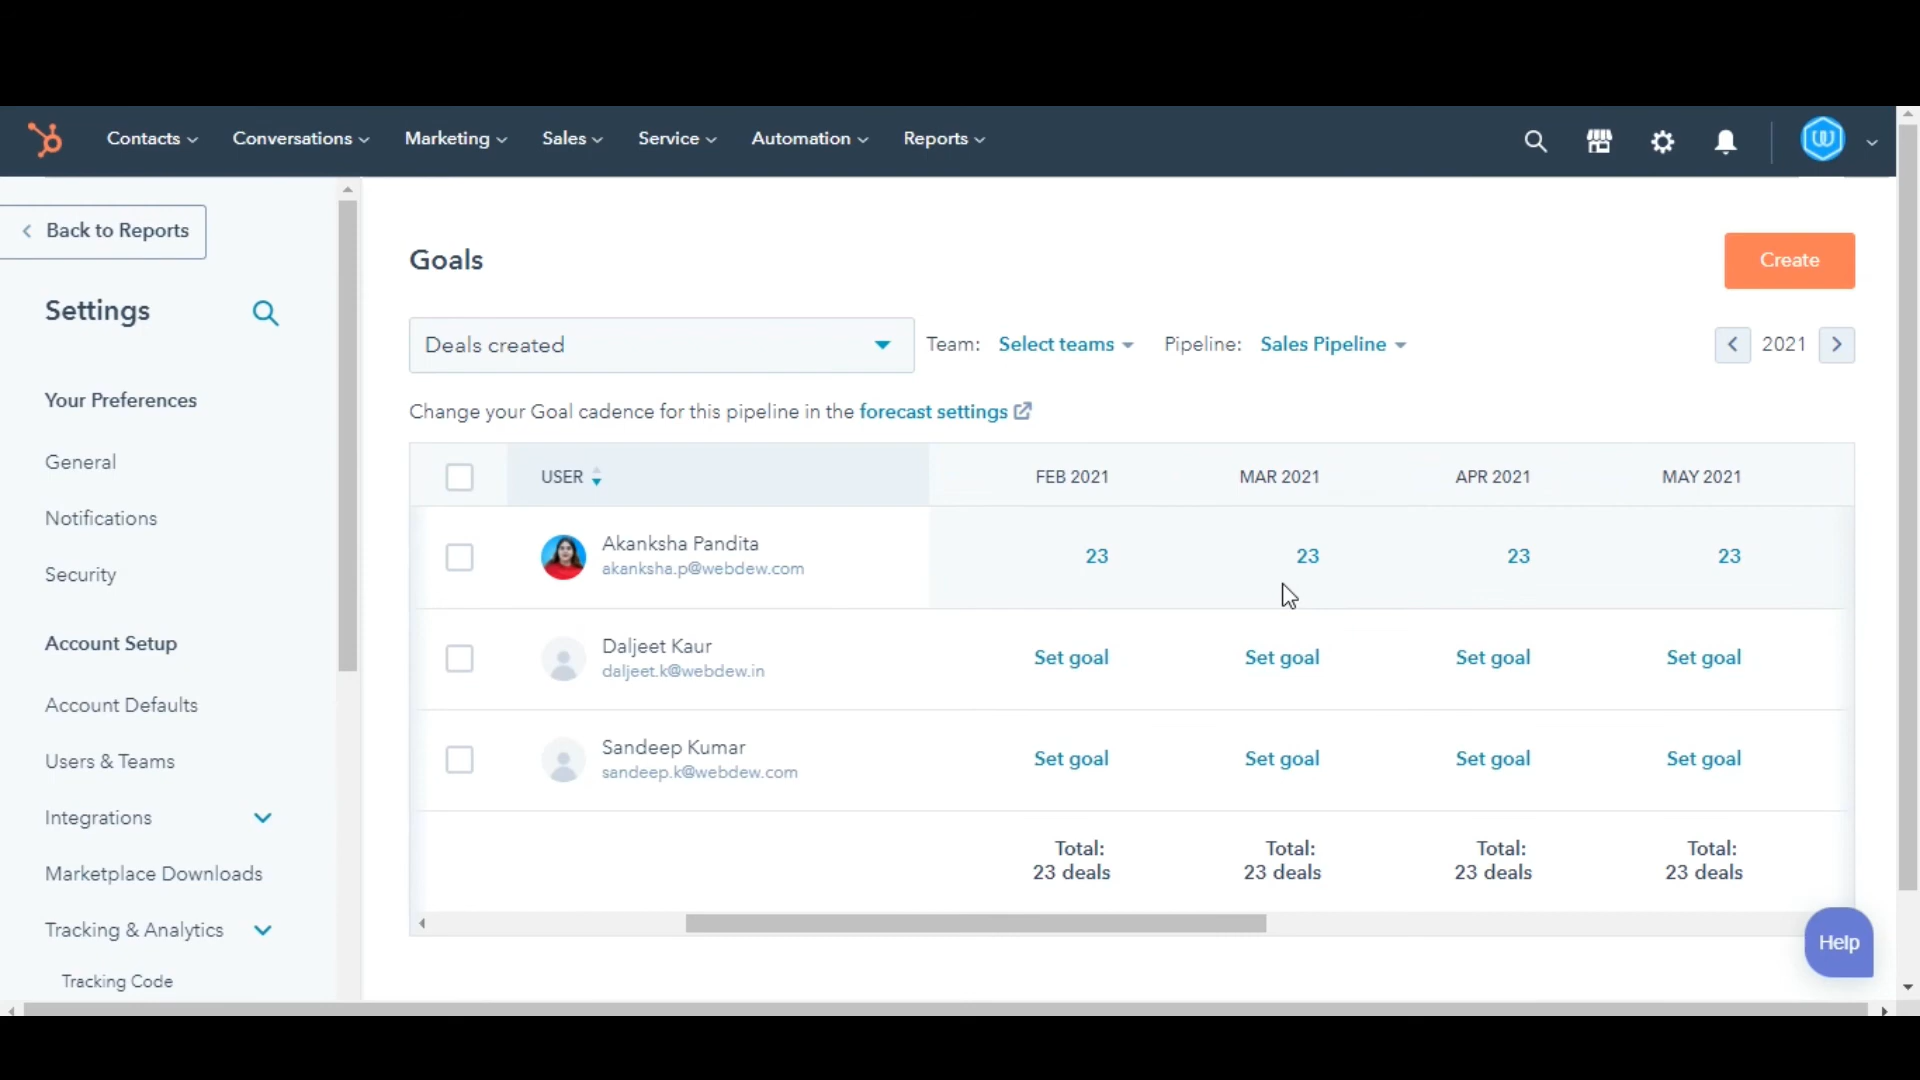 Contacts Conversations Marketing Sales Service Automation Reports
Back to Reports
Settings
Your Preferences
General
Notifications
Security
Account Setup
Account Defaults
Users & Teams
Integrations
Marketplace Downloads
Tracking & Analytics
Tracking Code
Goals
Create
Deals created Team: Select teams Pipeline: Sales Pipeline 2021
Change your Goal cadence for this pipeline in the forecast settings
USER FEB 2021 MAR 2021 APR 2021 MAY 2021
Akanksha Pandita
akanksha.p@webdew.com
23 23 23 23
Daljeet Kaur
daljeet.k@webdew.in
Set goal Set goal Set goal Set goal
Sandeep Kumar
sandeep.k@webdew.com
Set goal Set goal Set goal Set goal
Total: Total: Total: Total:
23 deals 23 deals 23 deals 23 deals
Help